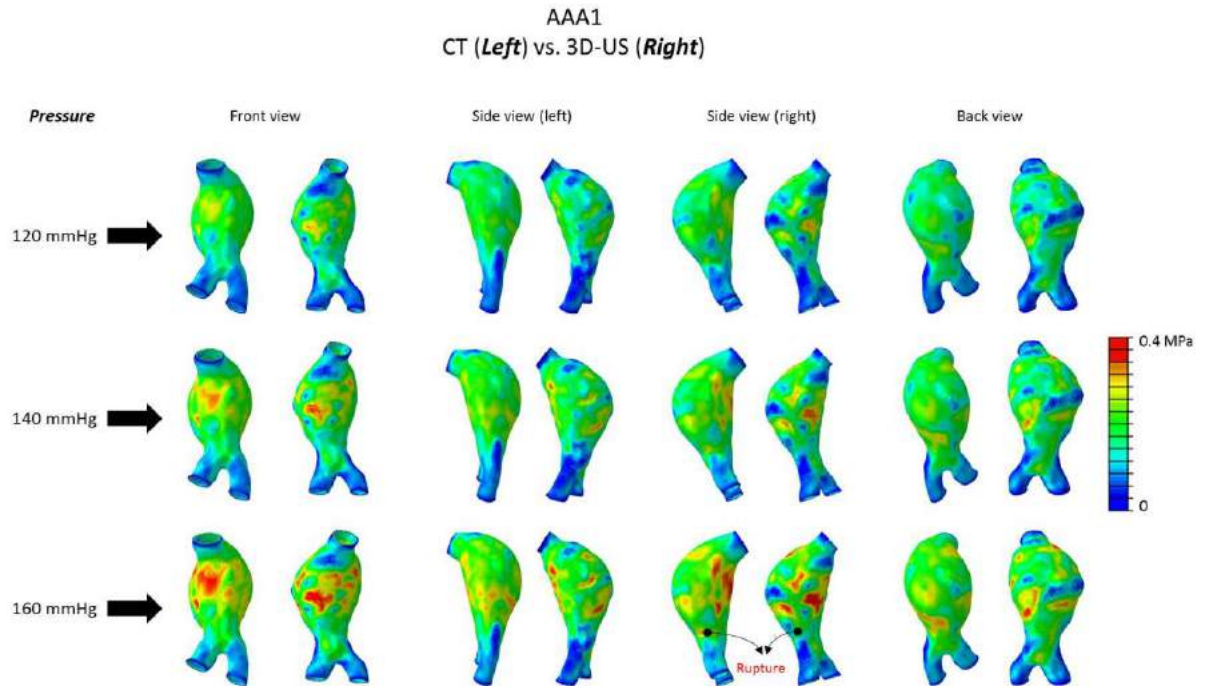 AAA1
CT (Left) vs. 3D-US (Right)
Pressure
Front view
Side view (left)
Side view (right)
Back view
120 mmHg
140 mmHg
0.4 MPa
0
160 mmHg
Rupture